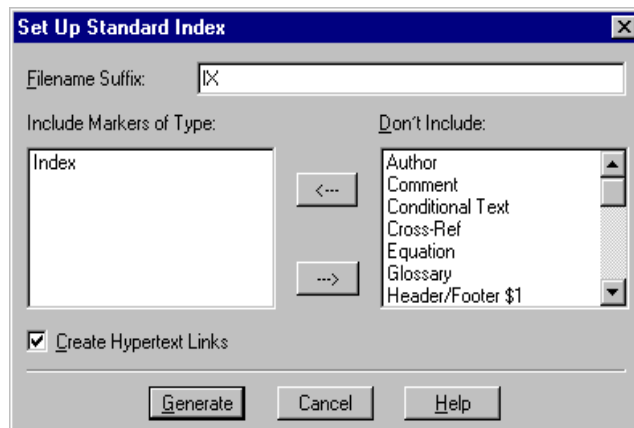 Set Up Standard Index
Filename Suffix: IX
Include Markers of Type:
Don't Include:
Index
Author
Comment
Conditional Text
Cross-Ref
Equation
Glossary
Header/Footer $1
<---
--->
Create Hypertext Links
Generate Cancel Help